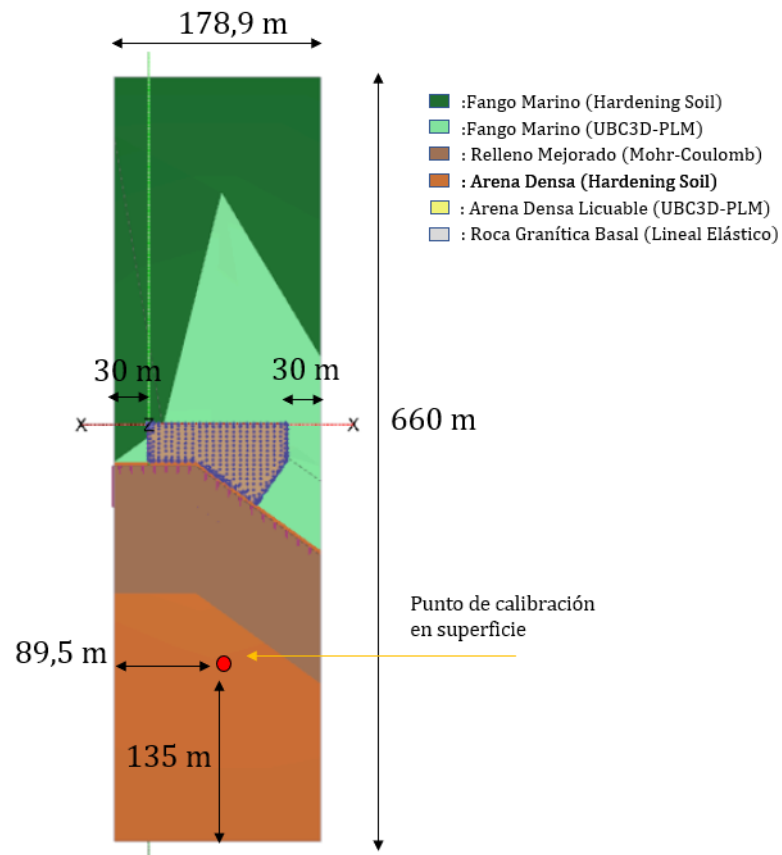 178,9 m
:Fango Marino (Hardening Soil)
:Fango Marino (UBC3D-PLM)
: Relleno Mejorado (Mohr-Coulomb)
: Arena Densa (Hardening Soil)
: Arena Densa Licuable (UBC3D-PLM)
: Roca Granítica Basal (Lineal Elástico)
30 m
30 m
X
Z
X
660 m
Punto de calibración
en superficie
89,5 m
135 m